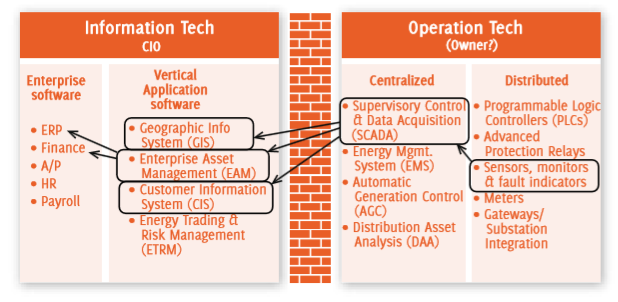 Information Tech
CIO
Enterprise
software
• ERP
• Finance
• A/P
• HR
• Payroll
Vertical
Application
software
• Geographic Info
System (GIS)
• Enterprise Asset
Management (EAM)
• Customer Information
System (CIS)
• Energy Trading &
Risk Management
(ETRM)
Operation Tech
(Owner?)
Centralized
• Supervisory Control
& Data Acquisition
(SCADA)
• Energy Mgmt.
System (EMS)
• Automatic
Generation Control
(AGC)
• Distribution Asset
Analysis (DAA)
Distributed
• Programmable Logic
Controllers (PLCs)
• Advanced
Protection Relays
• Sensors, monitors
& fault indicators
• Meters
• Gateways/
Substation
Integration